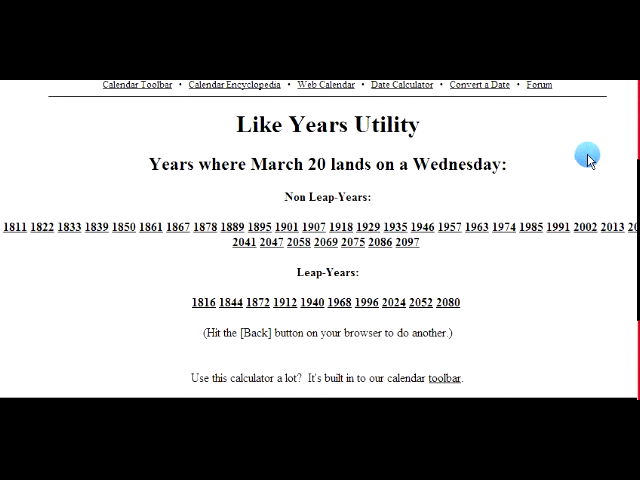 Calendar Toolbar • Calendar Encyclopedia • Web Calendar • Date Calculator • Convert a Date • Forum
Like Years Utility
Years where March 20 lands on a Wednesday:
Non Leap-Years:
1811 1822 1833 1839 1850 1861 1867 1878 1889 1895 1901 1907 1918 1929 1935 1946 1957 1963 1974 1985 1991 2002 2013
2041 2047 2058 2069 2075 2086 2097
Leap-Years:
1816 1844 1872 1912 1940 1968 1996 2024 2052 2080
(Hit the [Back] button on your browser to do another.)
Use this calculator a lot? It's built in to our calendar toolbar.